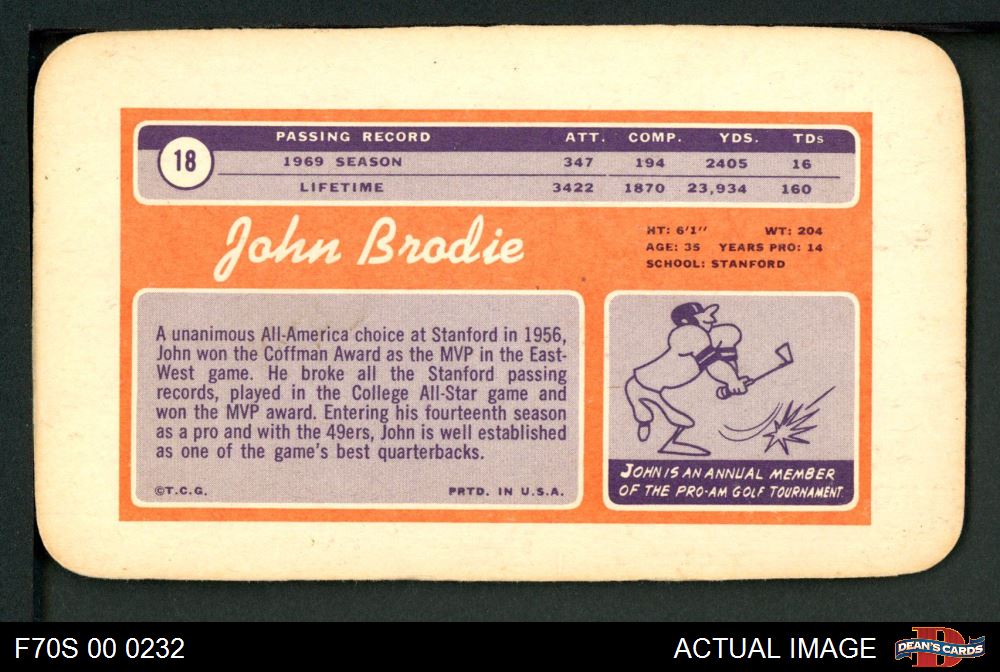 18
PASSING RECORD ATT. COMP. YDS. TDs
1969 SEASON 347 194 2405 16
LIFETIME 3422 1870 23,934 160
John Brodie
HT: 6'1" WT: 204
AGE: 35 YEARS PRO: 14
SCHOOL: STANFORD
A unanimous All-America choice at Stanford in 1956,
John won the Coffman Award as the MVP in the East-
West game. He broke all the Stanford passing
records, played in the College All-Star game and
won the MVP award. Entering his fourteenth season
as a pro and with the 49ers, John is well established
as one of the game's best quarterbacks.
©T.C.G. PRTD. IN U.S.A.
JOHN IS AN ANNUAL MEMBER
OF THE PRO-AM GOLF TOURNAMENT.
F70S 00 0232
ACTUAL IMAGE
D
DEAN'S CARDS